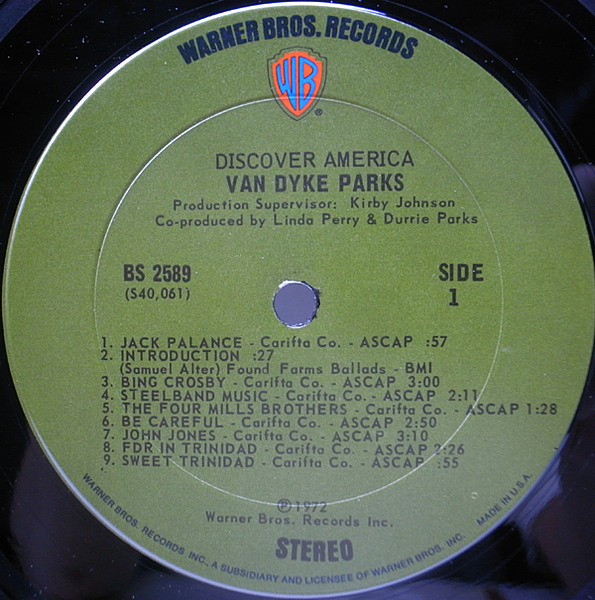 WARNER BROS. RECORDS
WB
®
DISCOVER AMERICA
VAN DYKE PARKS
Production Supervisor: Kirby Johnson
Co-produced by Linda Perry & Durrie Parks
BS 2589
(S40,061)
SIDE
1
1. JACK PALANCE - Carifta Co. - ASCAP :57
2. INTRODUCTION :27
(Samuel Alter) Found Farms Ballads - BMI
3. BING CROSBY - Carifta Co. - ASCAP 3:00
4. STEELBAND MUSIC - Carifta Co. - ASCAP 2:11
5. THE FOUR MILLS BROTHERS - Carifta Co. - ASCAP 1:28
6. BE CAREFUL - Carifta Co. - ASCAP 2:50
7. JOHN JONES - Carifta Co. - ASCAP 3:10
8. FDR IN TRINIDAD - Carifta Co. - ASCAP 2:26
9. SWEET TRINIDAD - Carifta Co. - ASCAP :55
℗1972
Warner Bros. Records Inc.
STEREO
WARNER BROS. RECORDS INC., A SUBSIDIARY AND LICENSEE OF WARNER BROS. INC. MADE IN U.S.A.